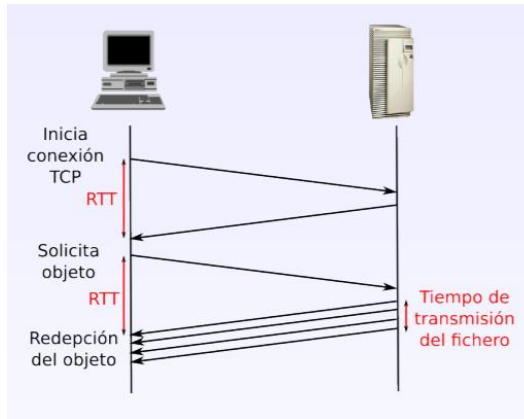 Inicia
conexión
TCP
RTT
Solicita
objeto
RTT
Redepción
del objeto
Tiempo de
transmisión
del fichero